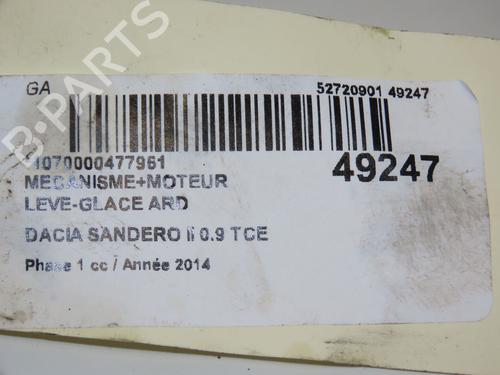 GA
52720901 49247
4070000477961
49247
MECANISME+MOTEUR
LEVE-GLACE ARD
DACIA SANDERO II 0.9 TCE
Phase 1 cc / Année 2014
B-PARTS